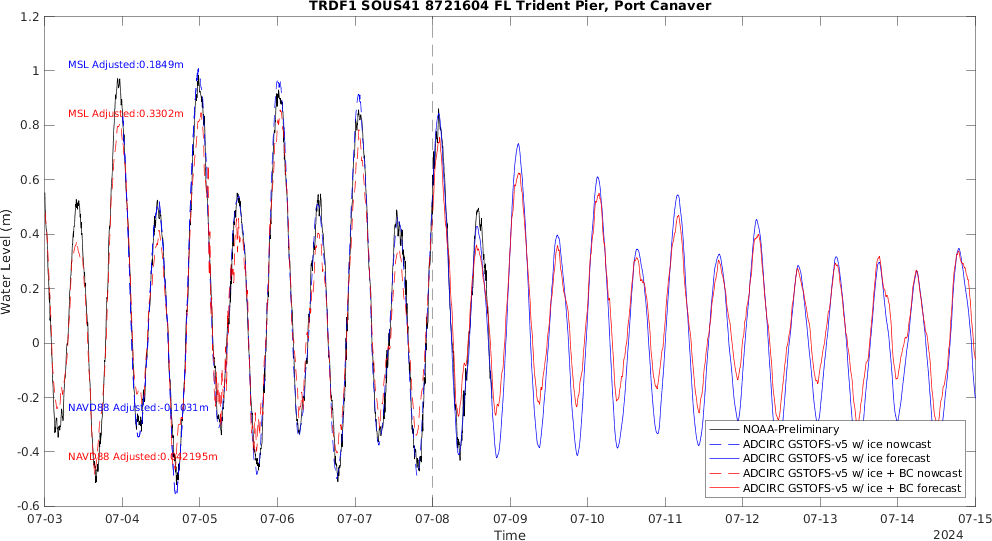 TRDF1 SOUS41 8721604 FL Trident Pier, Port Canaver
1.2
1
0.8
0.6
0.4
0.2
0
-0.2
-0.4
-0.6
Water Level (m)
MSL Adjusted:0.1849m
MSL Adjusted:0.3302m
NAVD88 Adjusted:-0.1031m
NAVD88 Adjusted:0.042195m
NOAA-Preliminary
ADCIRC GSTOFS-v5 w/ ice nowcast
ADCIRC GSTOFS-v5 w/ ice forecast
ADCIRC GSTOFS-v5 w/ ice + BC nowcast
ADCIRC GSTOFS-v5 w/ ice + BC forecast
07-03 07-04 07-05 07-06 07-07 07-08 07-09 07-10 07-11 07-12 07-13 07-14 07-15
Time
2024